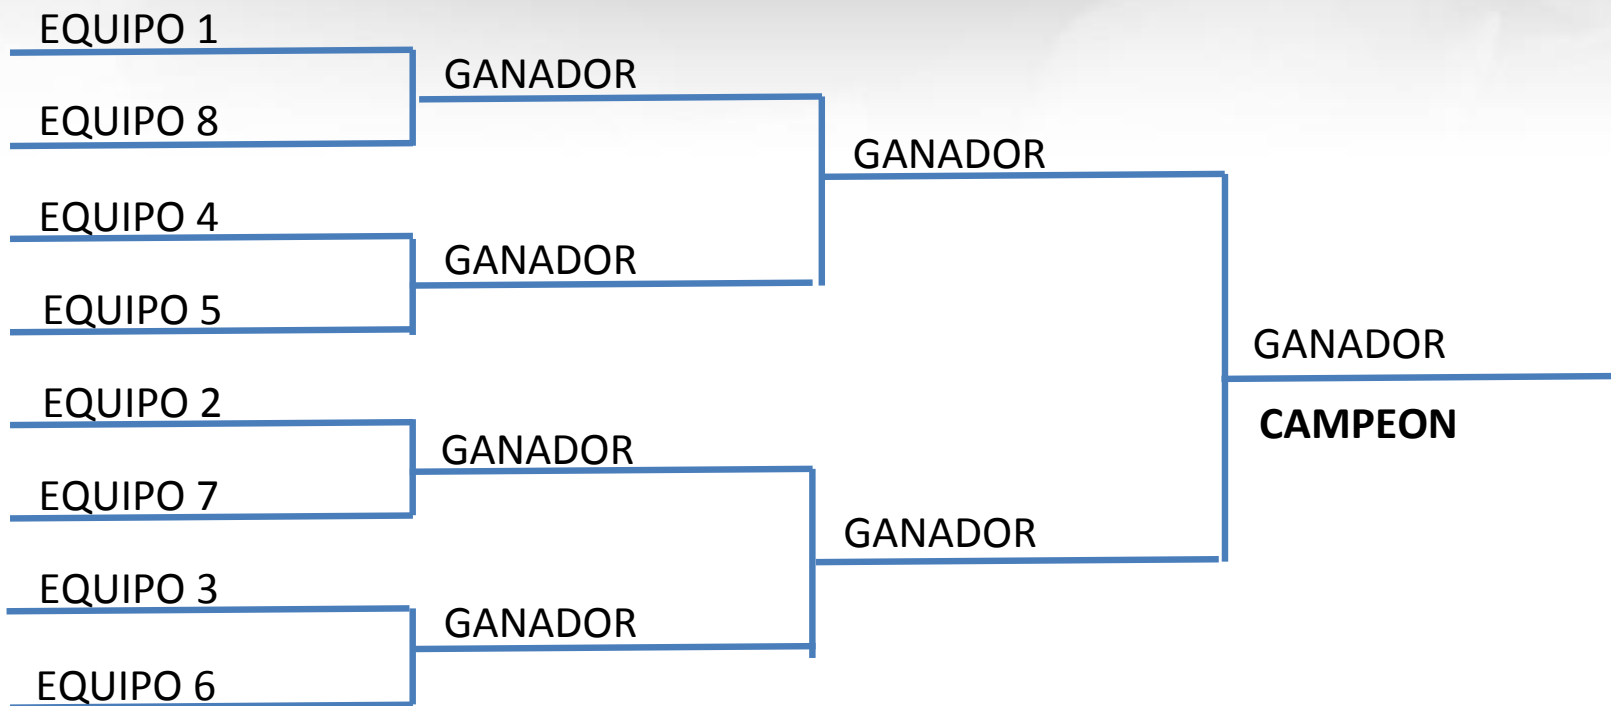 EQUIPO 1
GANADOR
EQUIPO 8
GANADOR
EQUIPO 4
GANADOR
EQUIPO 5
GANADOR
EQUIPO 2
CAMPEON
GANADOR
EQUIPO 7
GANADOR
EQUIPO 3
GANADOR
EQUIPO 6